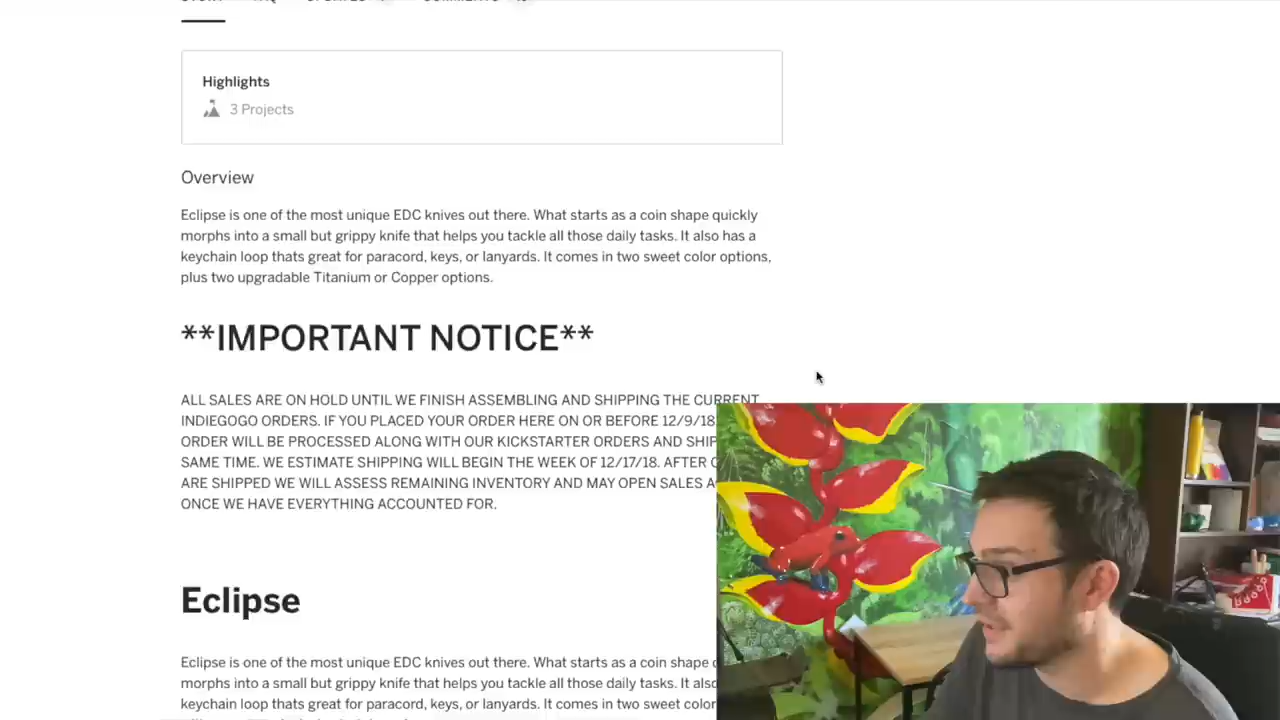 Highlights
3 Projects
Overview
Eclipse is one of the most unique EDC knives out there. What starts as a coin shape quickly
morphs into a small but grippy knife that helps you tackle all those daily tasks. It also has a
keychain loop thats great for paracord, keys, or lanyards. It comes in two sweet color options,
plus two upgradable Titanium or Copper options.
**IMPORTANT NOTICE**
ALL SALES ARE ON HOLD UNTIL WE FINISH ASSEMBLING AND SHIPPING THE CURRENT
INDIEGOGO ORDERS. IF YOU PLACED YOUR ORDER HERE ON OR BEFORE 12/9/18
ORDER WILL BE PROCESSED ALONG WITH OUR KICKSTARTER ORDERS AND SHIP
SAME TIME. WE ESTIMATE SHIPPING WILL BEGIN THE WEEK OF 12/17/18. AFTER
ARE SHIPPED WE WILL ASSESS REMAINING INVENTORY AND MAY OPEN SALES
ONCE WE HAVE EVERYTHING ACCOUNTED FOR.
Eclipse
Eclipse is one of the most unique EDC knives out there. What starts as a coin shape
morphs into a small but grippy knife that helps you tackle all those daily tasks. It also
keychain loop thats great for paracord, keys, or lanyards. It comes in two sweet color